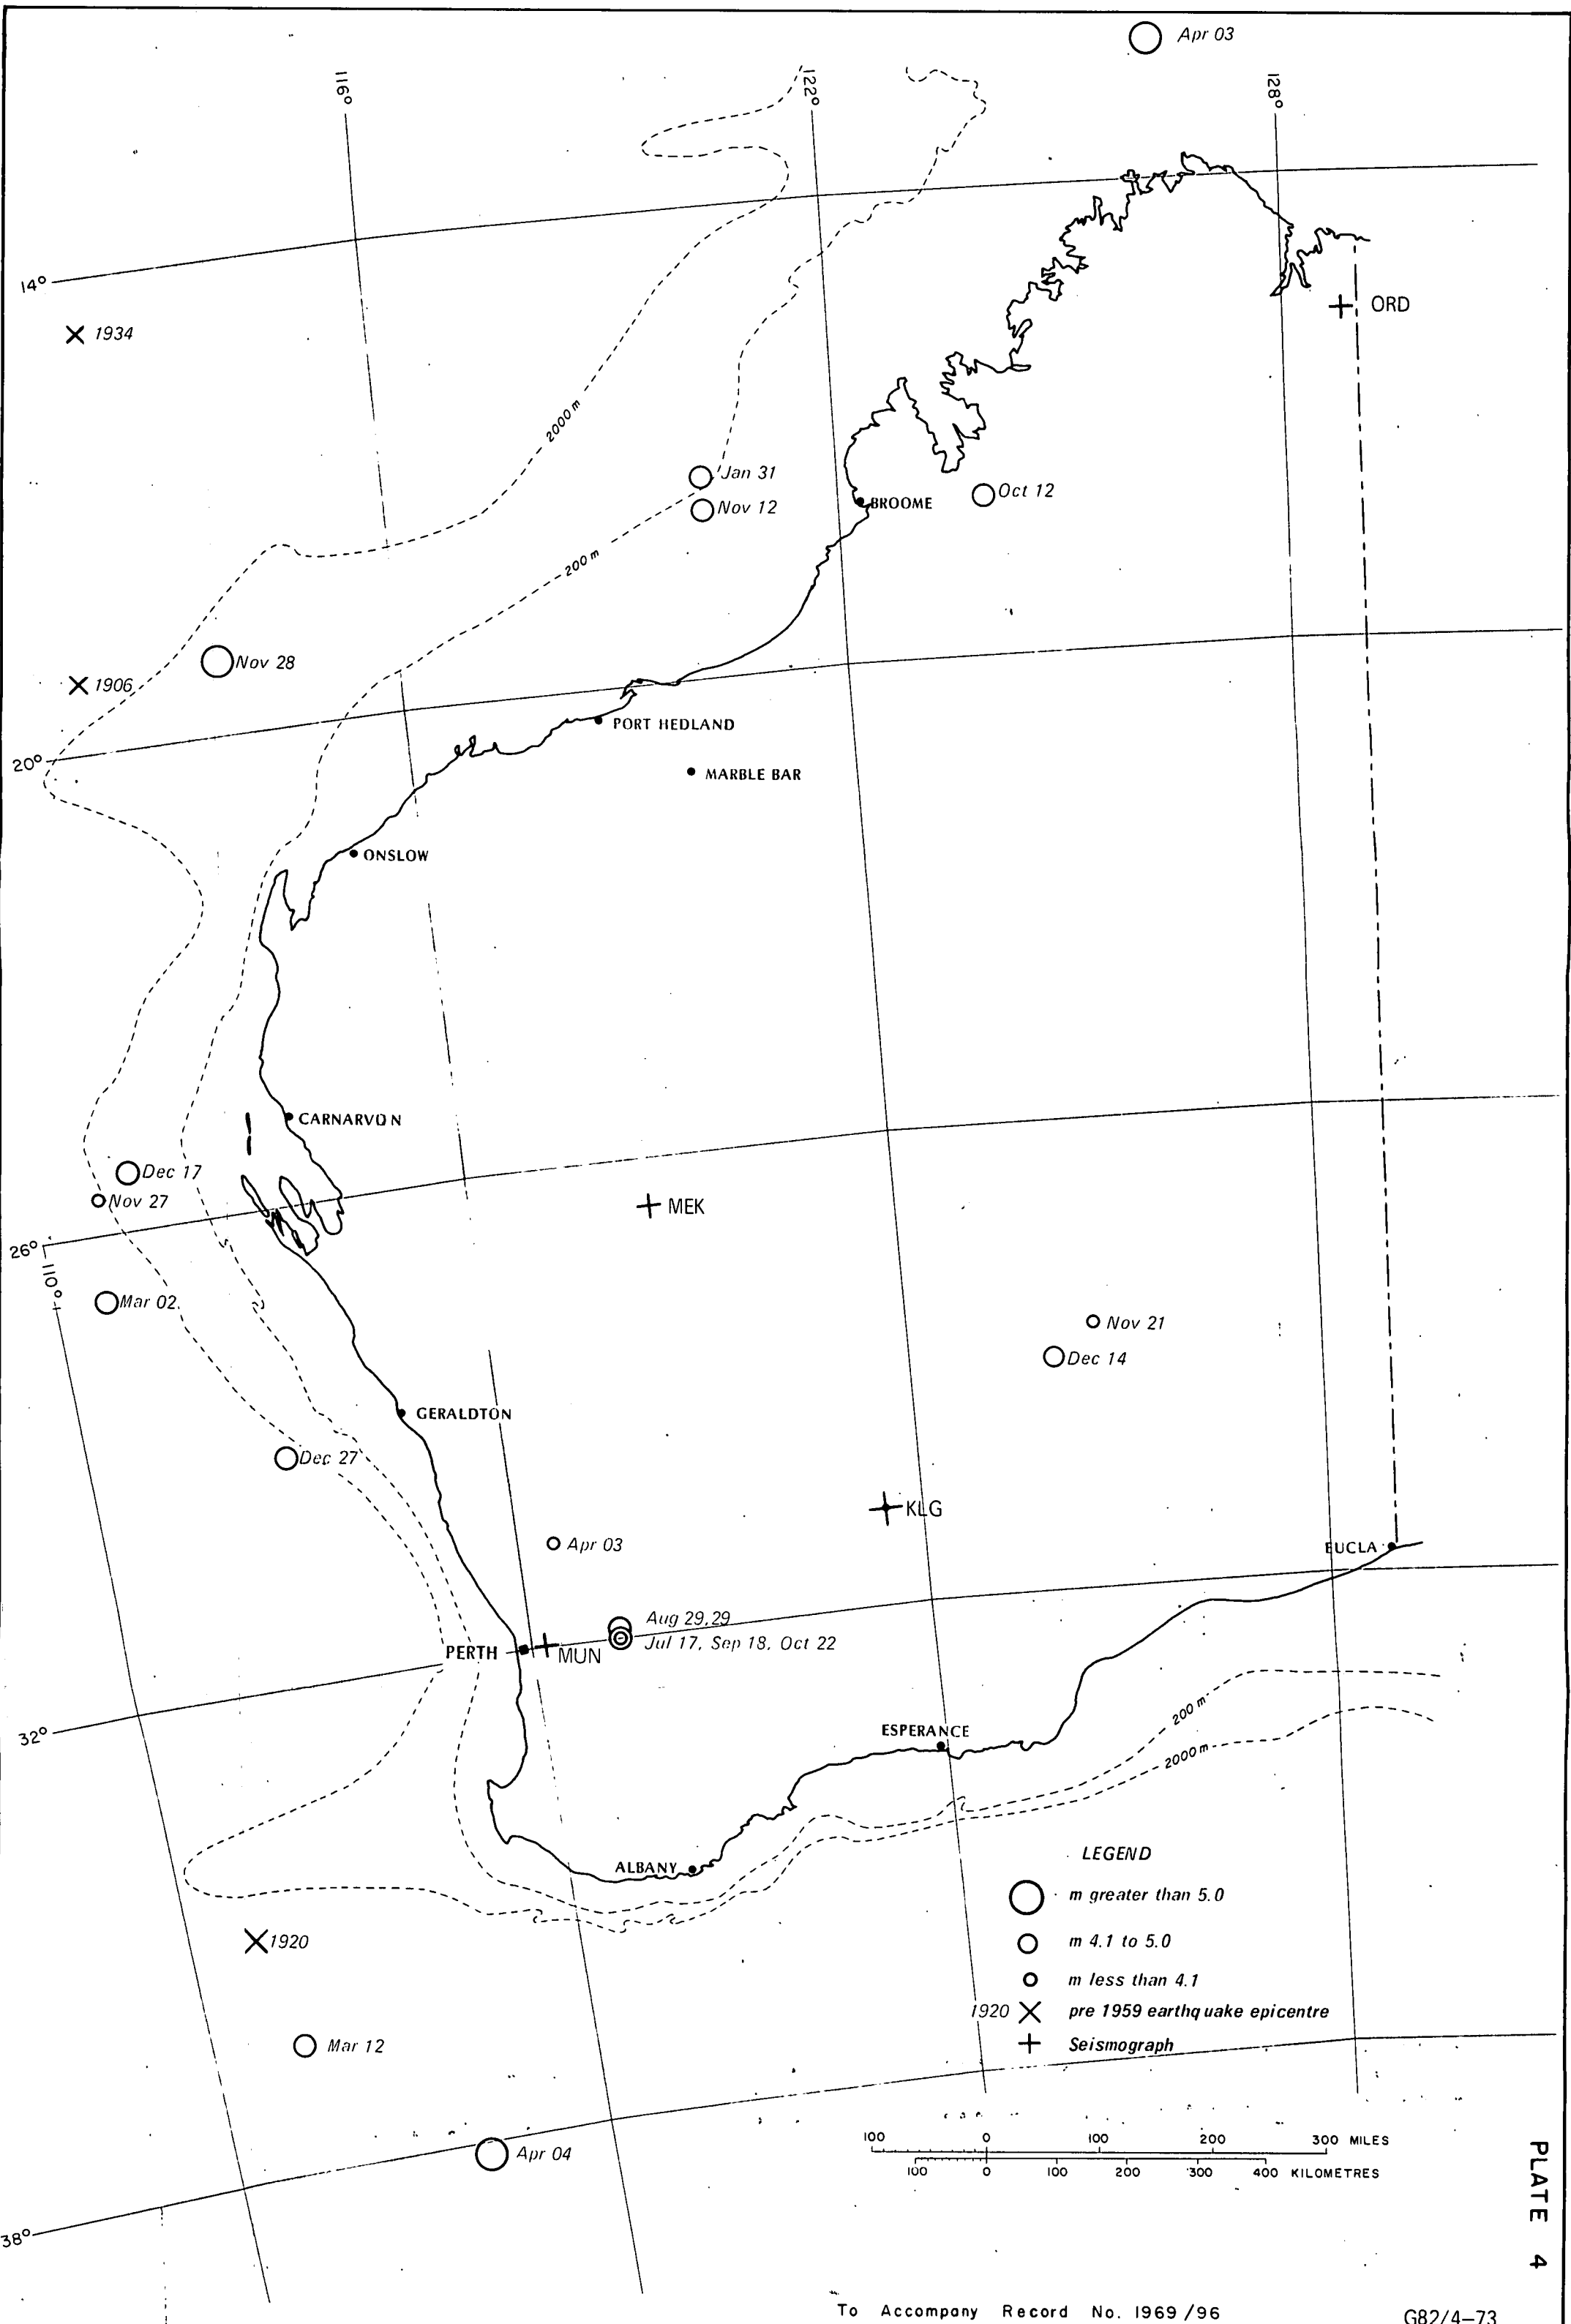 Apr 03
116°
122°
128°
14°
ORD
1934
2000 m
Jan 31
Nov 12
BROOME
Oct 12
200 m
Nov 28
1906
PORT HEDLAND
20°
MARBLE BAR
ONSLOW
CARNARVON
Dec 17
Nov 27
MEK
26°
110°
Mar 02
Nov 21
Dec 14
GERALDTON
Dec 27
KLG
Apr 03
EUCLA
Aug 29,29
Jul 17, Sep 18, Oct 22
PERTH
MUN
200 m
32°
ESPERANCE
2000 m
LEGEND
ALBANY
m greater than 5.0
1920
m 4.1 to 5.0
m less than 4.1
1920 pre 1959 earthquake epicentre
Mar 12
Seismograph
100 0 100 200 300 MILES
Apr 04
100 0 100 200 300 400 KILOMETRES
PLATE 4
38°
To Accompany Record No. 1969/96
G82/4-73